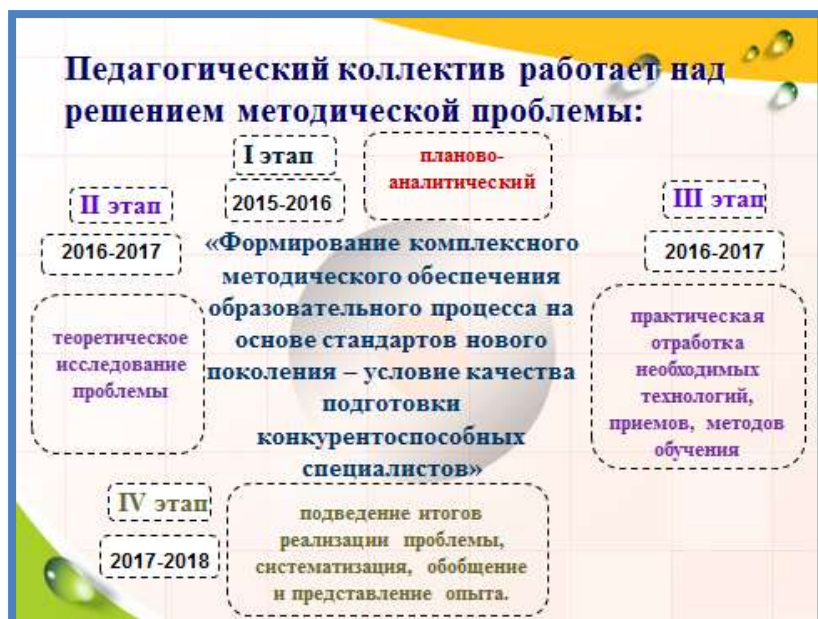 Педагогический коллектив работает над
решением методической проблемы:
I этап
2015-2016
планово-
аналитический
II этап
2016-2017
теоретическое
исследование
проблемы
«Формирование комплексного
методического обеспечения
образовательного процесса на
основе стандартов нового
поколения – условие качества
подготовки
конкурентоспособных
специалистов»
III этап
2016-2017
практическая
отработка
необходимых
технологий,
приемов, методов
обучения
IV этап
2017-2018
подведение итогов
реализации проблемы,
систематизация, обобщение
и представление опыта.